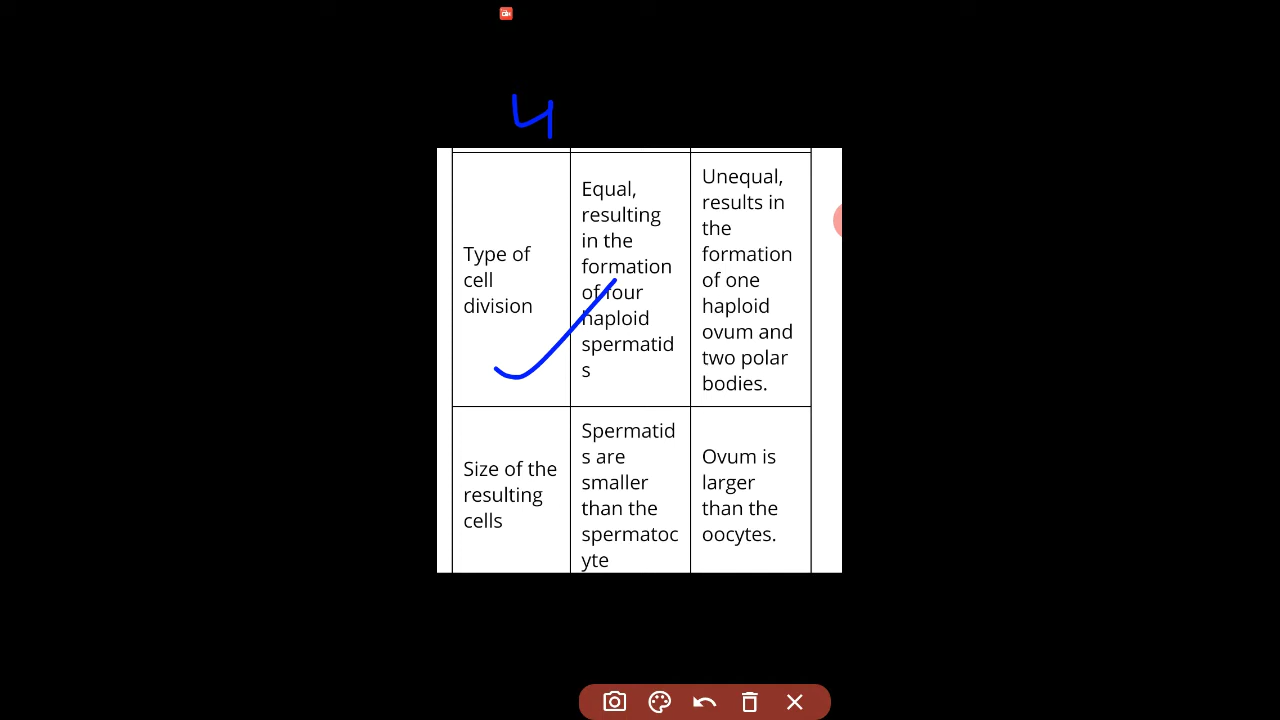 4
Type of
cell
division
Equal,
resulting
in the
formation
of four
haploid
spermatid
s
Unequal,
results in
the
formation
of one
haploid
ovum and
two polar
bodies.
Size of the
resulting
cells
Spermatid
s are
smaller
than the
spermatoc
yte
Ovum is
larger
than the
oocytes.